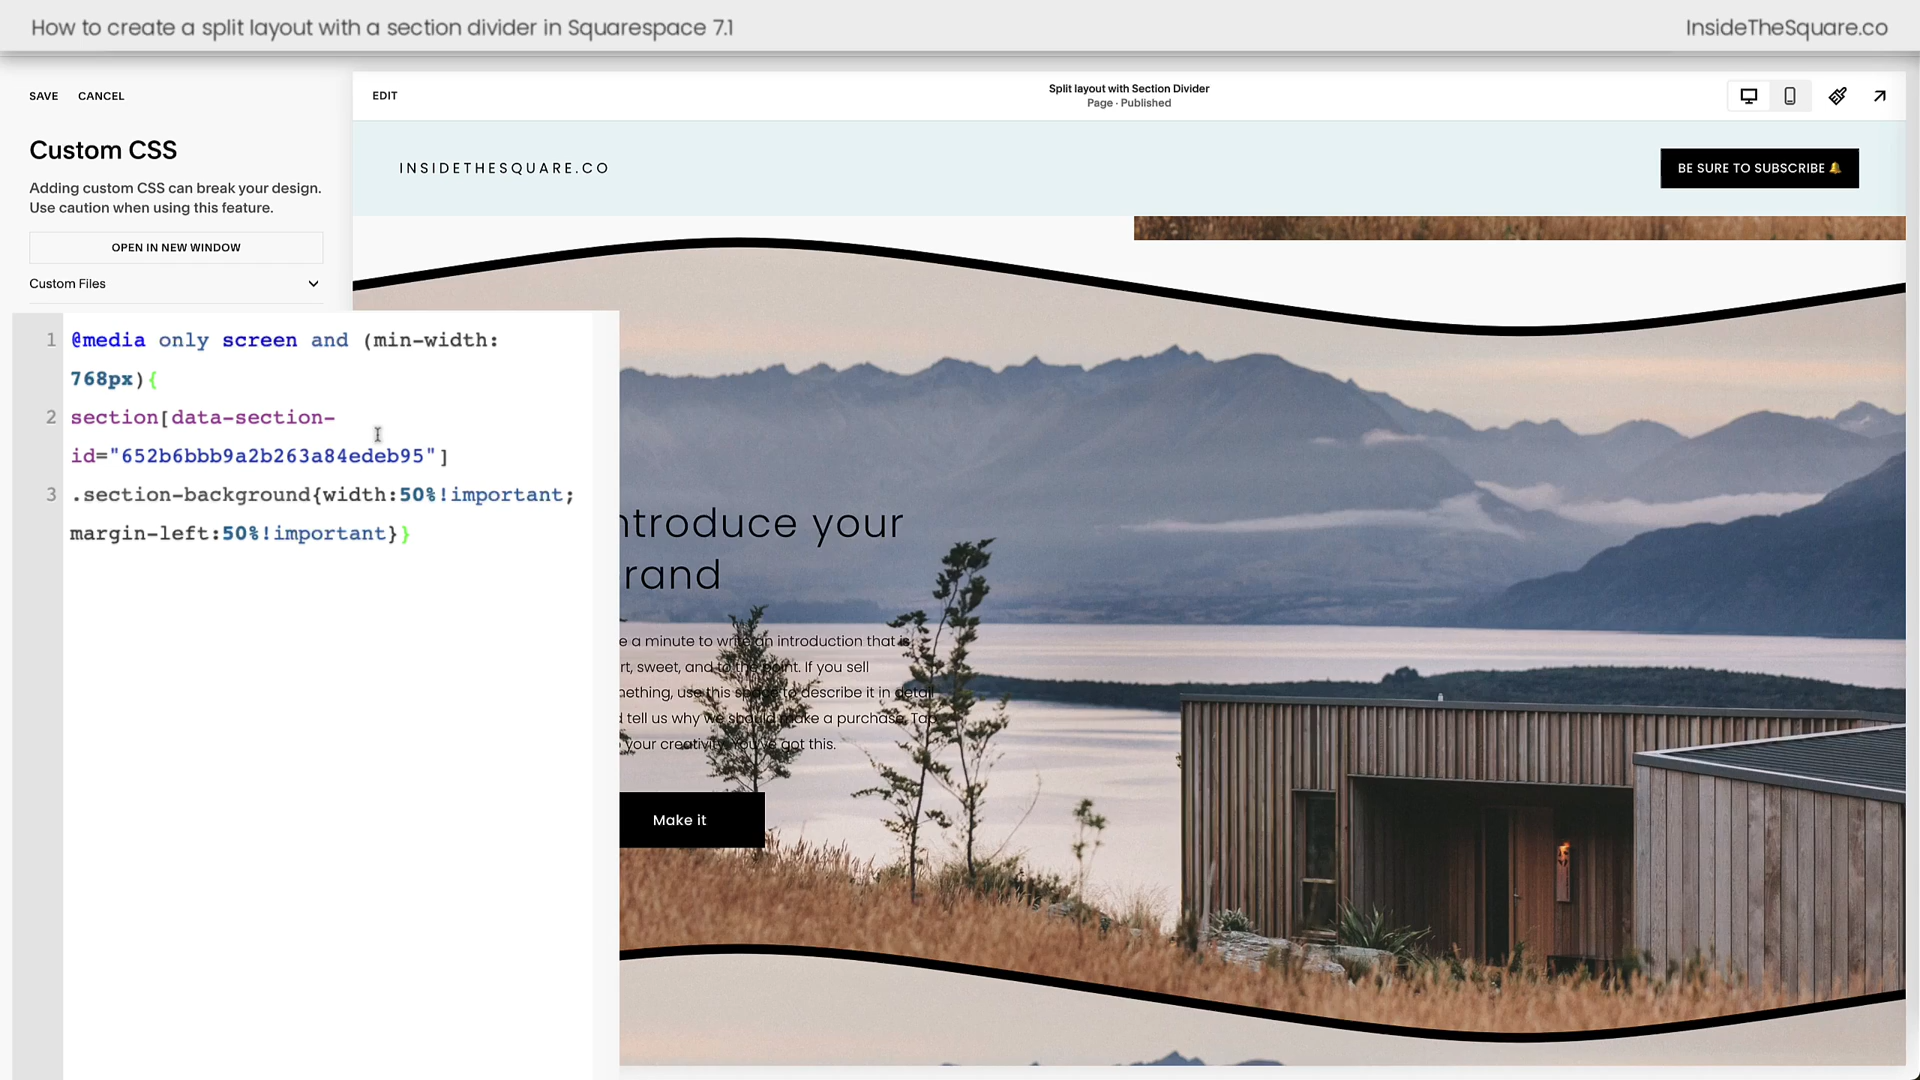 How to create a split layout with a section divider in Squarespace 7.1
InsideTheSquare.co
SAVE CANCEL
EDIT
Split layout with Section Divider
Page · Published
Custom CSS
Adding custom CSS can break your design.
Use caution when using this feature.
OPEN IN NEW WINDOW
Custom Files
INSIDETHESQUARE.CO
BE SURE TO SUBSCRIBE 🔔
1 @media only screen and (min-width:
768px){
2 section[data-section-
id="652b6bbb9a2b263a84edeb95"]
3 .section-background{width:50%!important;
margin-left:50%!important}}
ntroduce your
rand
e a minute to write an introduction that is
rt, sweet, and to the point. If you sell
nething, use this space to describe it in detail
d tell us why we should make a purchase. Tap
your creativity. You've got this.
Make it